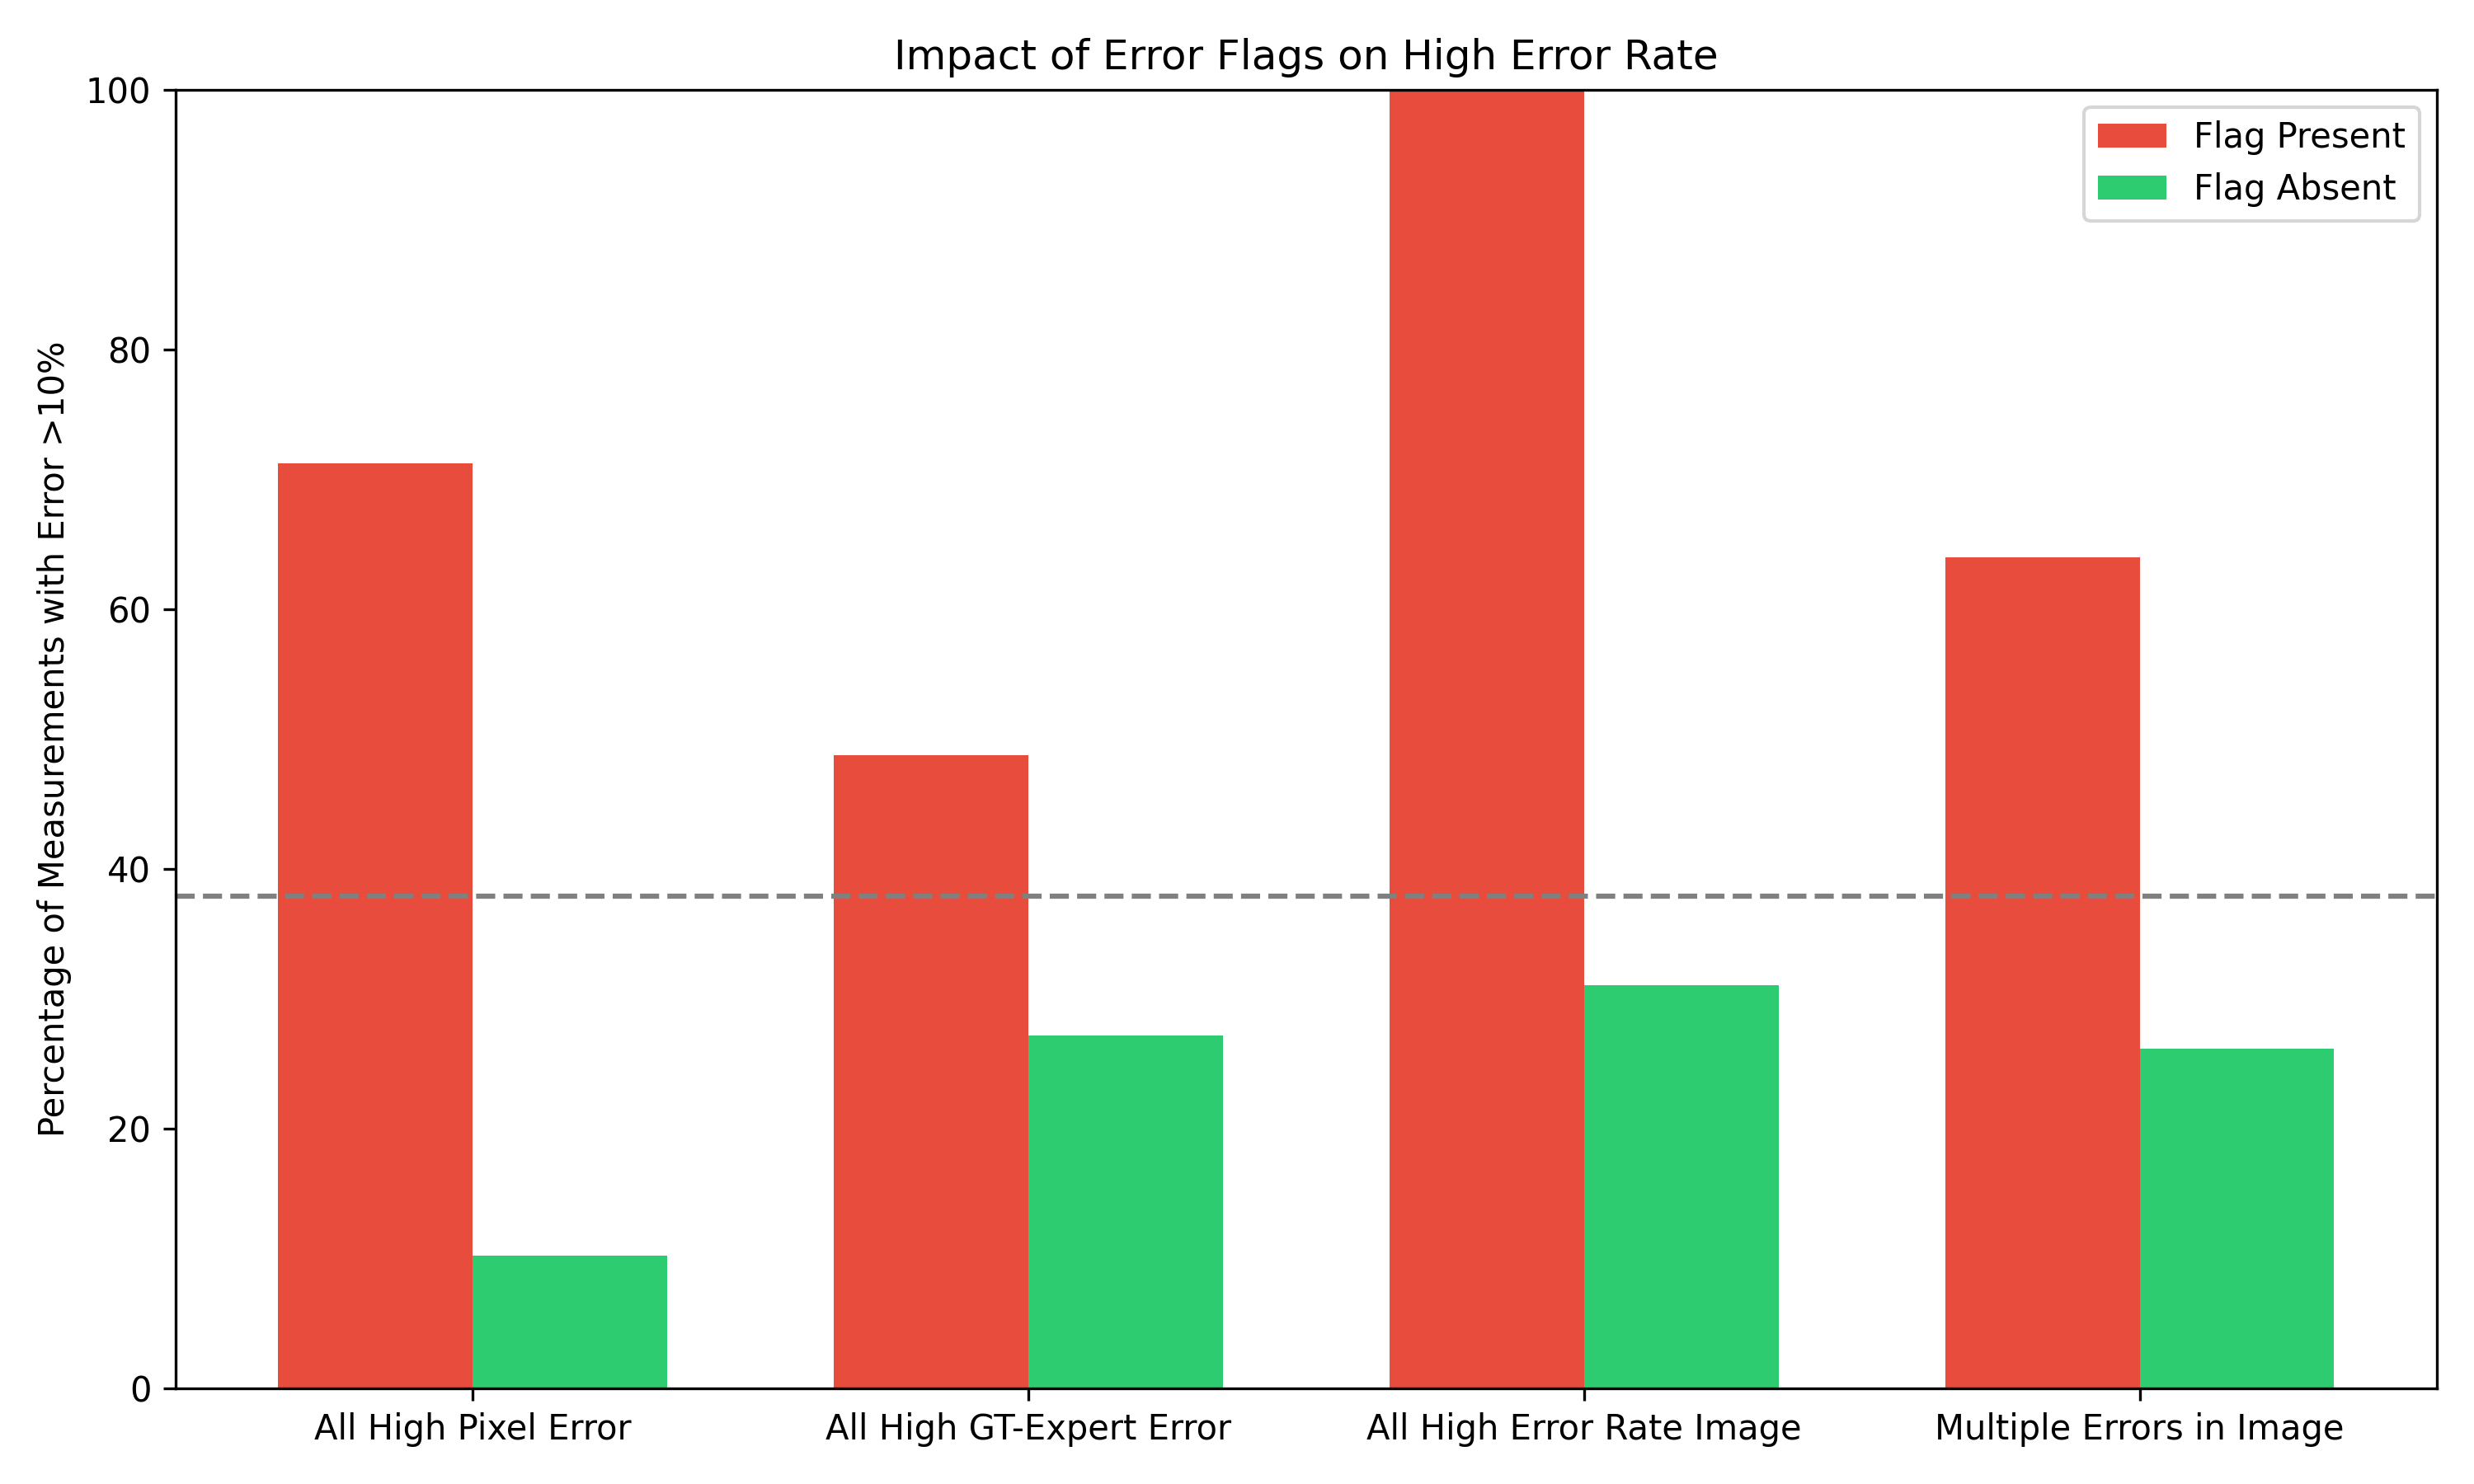 Impact of Error Flags on High Error Rate
Percentage of Measurements with Error >10%
100
80
60
40
20
0
Flag Present
Flag Absent
All High Pixel Error
All High GT-Expert Error
All High Error Rate Image
Multiple Errors in Image